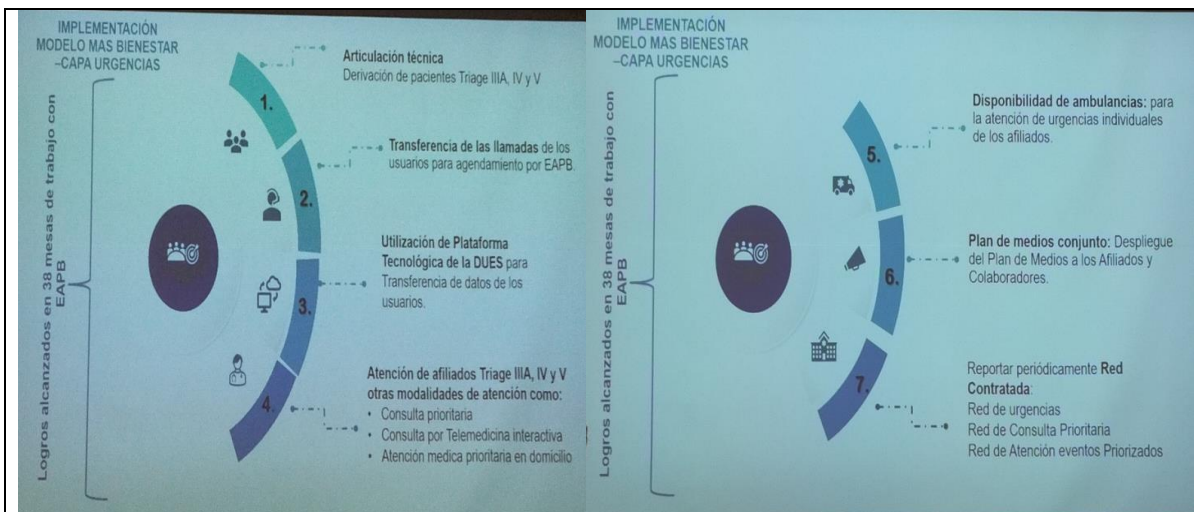 IMPLEMENTACIÓN
MODELO MAS BIENESTAR
–CAPA URGENCIAS
Logros alcanzados en 38 mesas de trabajo con
EAPB
1.
Articulación técnica
Derivación de pacientes Triage IIIA, IV y V
2.
Transferencia de las llamadas de los
usuarios para agendamiento por EAPB.
3.
Utilización de Plataforma
Tecnológica de la DUES para
Transferencia de datos de los
usuarios.
4.
Atención de afiliados Triage IIIA, IV y V
otras modalidades de atención como:
• Consulta prioritaria
• Consulta por Telemedicina interactiva
• Atención medica prioritaria en domicilio
IMPLEMENTACIÓN
MODELO MAS BIENESTAR
–CAPA URGENCIAS
Logros alcanzados en 38 mesas de trabajo con
EAPB
5.
Disponibilidad de ambulancias: para
la atención de urgencias individuales
de los afiliados.
6.
Plan de medios conjunto: Despliegue
del Plan de Medios a los Afiliados y
Colaboradores.
7.
Reportar periódicamente Red
Contratada:
Red de urgencias
Red de Consulta Prioritaria
Red de Atención eventos Priorizados